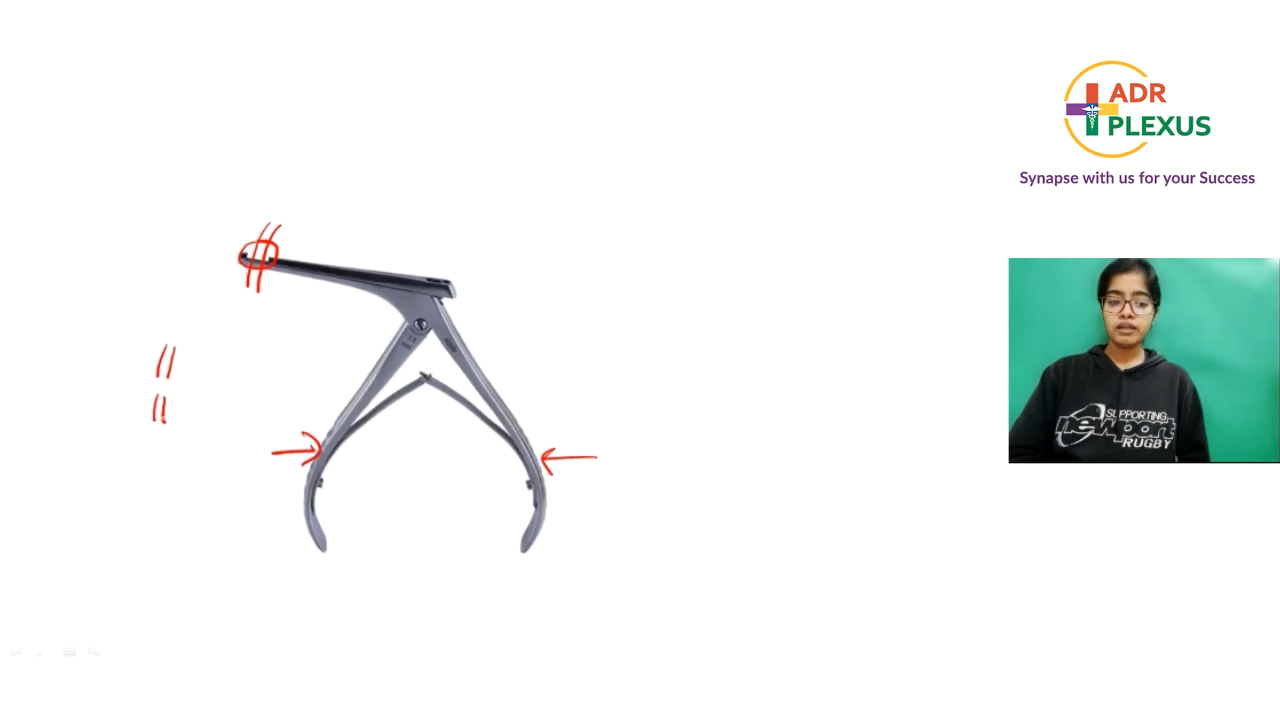 ADR
PLEXUS
Synapse with us for your Success
SUPPORTING
newport
RUGBY